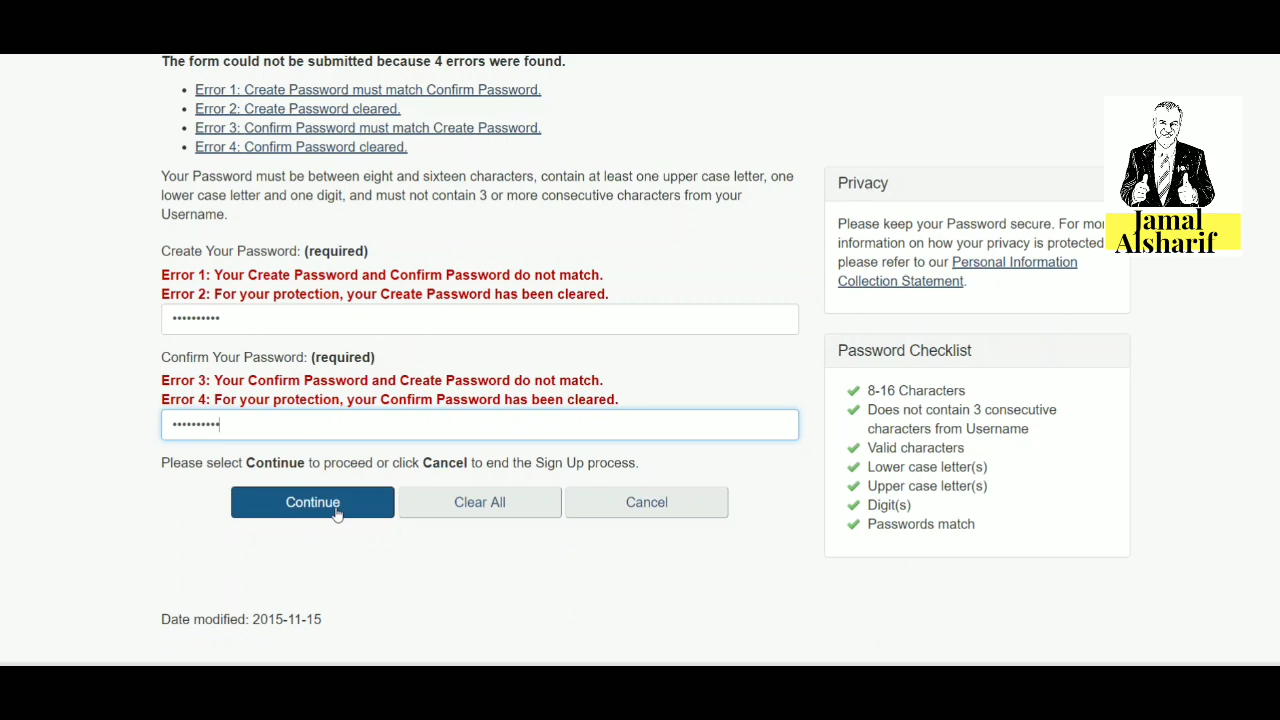 The form could not be submitted because 4 errors were found.
Error 1: Create Password must match Confirm Password.
Error 2: Create Password cleared.
Error 3: Confirm Password must match Create Password.
Error 4: Confirm Password cleared.
Your Password must be between eight and sixteen characters, contain at least one upper case letter, one
lower case letter and one digit, and must not contain 3 or more consecutive characters from your
Username.
Create Your Password: (required)
Error 1: Your Create Password and Confirm Password do not match.
Error 2: For your protection, your Create Password has been cleared.
••••••••••
Confirm Your Password: (required)
Error 3: Your Confirm Password and Create Password do not match.
Error 4: For your protection, your Confirm Password has been cleared.
••••••••••
Please select Continue to proceed or click Cancel to end the Sign Up process.
Continue
Clear All
Cancel
Date modified: 2015-11-15
Privacy
Please keep your Password secure. For mor
information on how your privacy is protected
please refer to our Personal Information
Collection Statement.
Password Checklist
8-16 Characters
Does not contain 3 consecutive
characters from Username
Valid characters
Lower case letter(s)
Upper case letter(s)
Digit(s)
Passwords match
Jamal
Alsharif